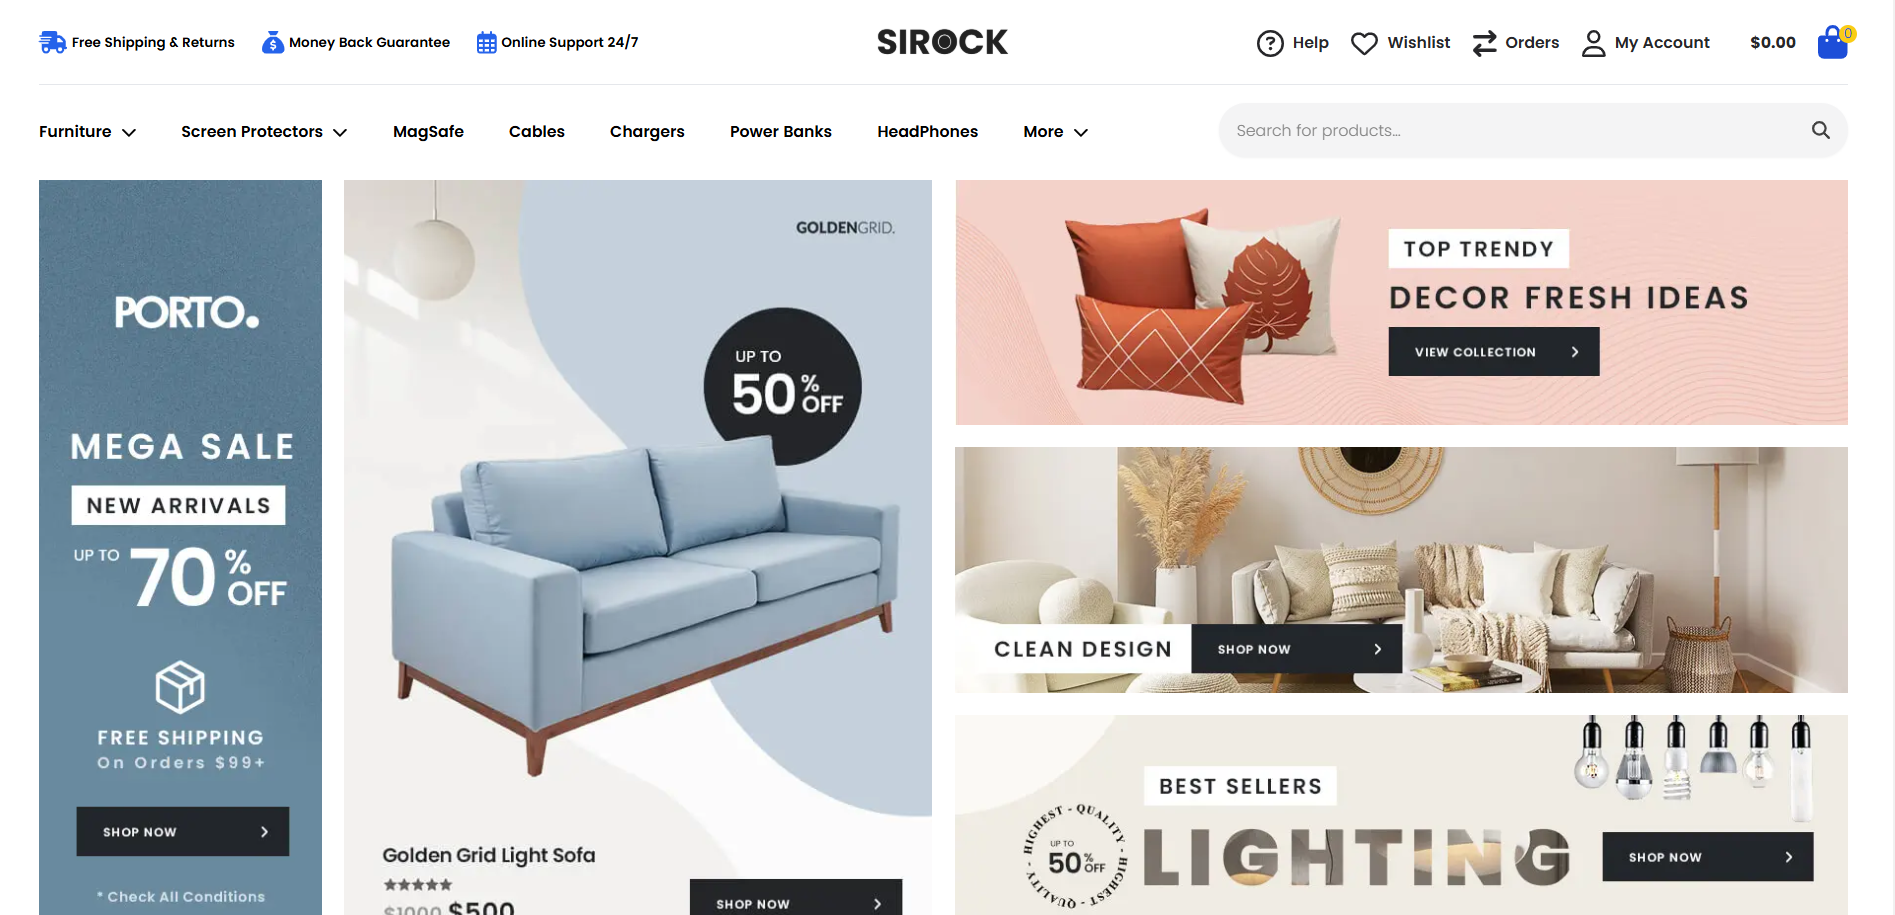 Free Shipping & Returns
Money Back Guarantee
Online Support 24/7
SIROCK
Help
Wishlist
Orders
My Account
$0.00
0
Furniture
Screen Protectors
MagSafe
Cables
Chargers
Power Banks
HeadPhones
More
Search for products...
PORTO.
MEGA SALE
NEW ARRIVALS
UP TO 70% OFF
FREE SHIPPING
On Orders $99+
SHOP NOW
* Check All Conditions
GOLDENGRID.
UP TO
50% OFF
Golden Grid Light Sofa
$1000 $500
SHOP NOW
TOP TRENDY
DECOR FRESH IDEAS
VIEW COLLECTION
CLEAN DESIGN
SHOP NOW
BEST SELLERS
HIGHEST - QUALITY - HIGHEST - QUALITY -
UP TO
50% OFF
LIGHTING
SHOP NOW